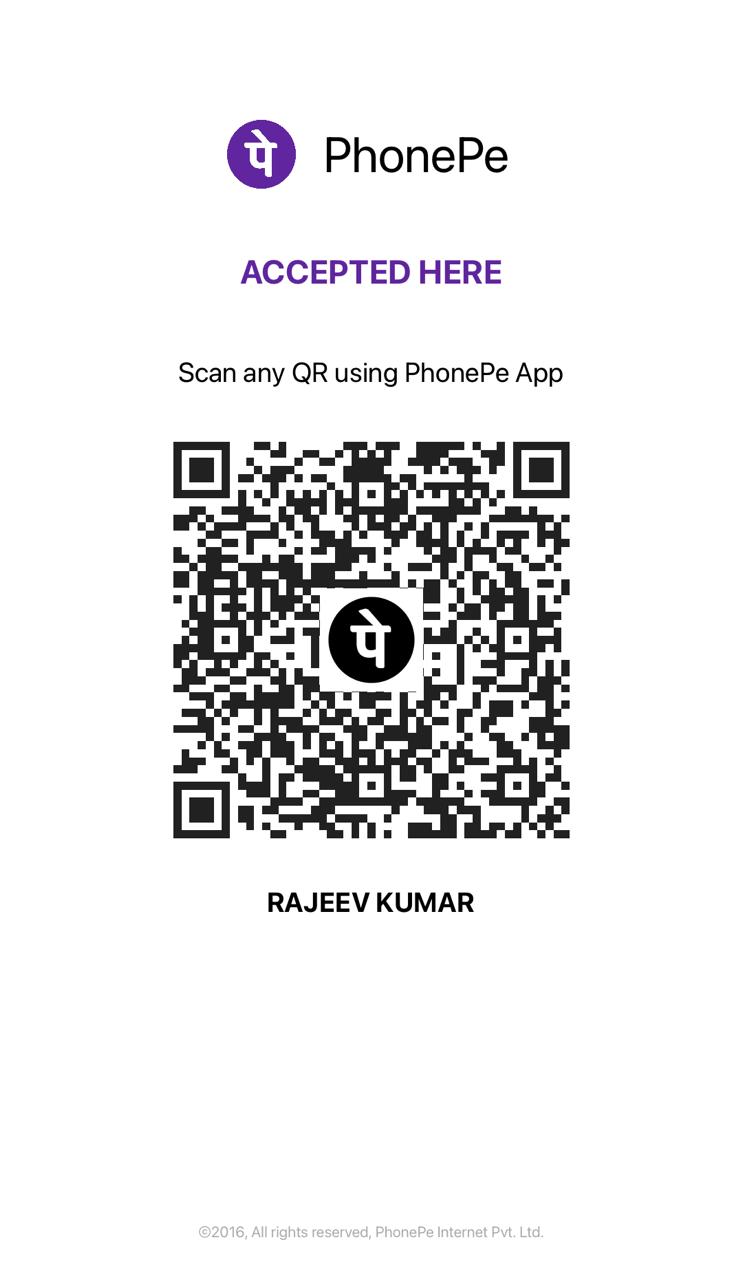 पे PhonePe
ACCEPTED HERE
Scan any QR using PhonePe App
पे
RAJEEV KUMAR
©2016, All rights reserved, PhonePe Internet Pvt. Ltd.